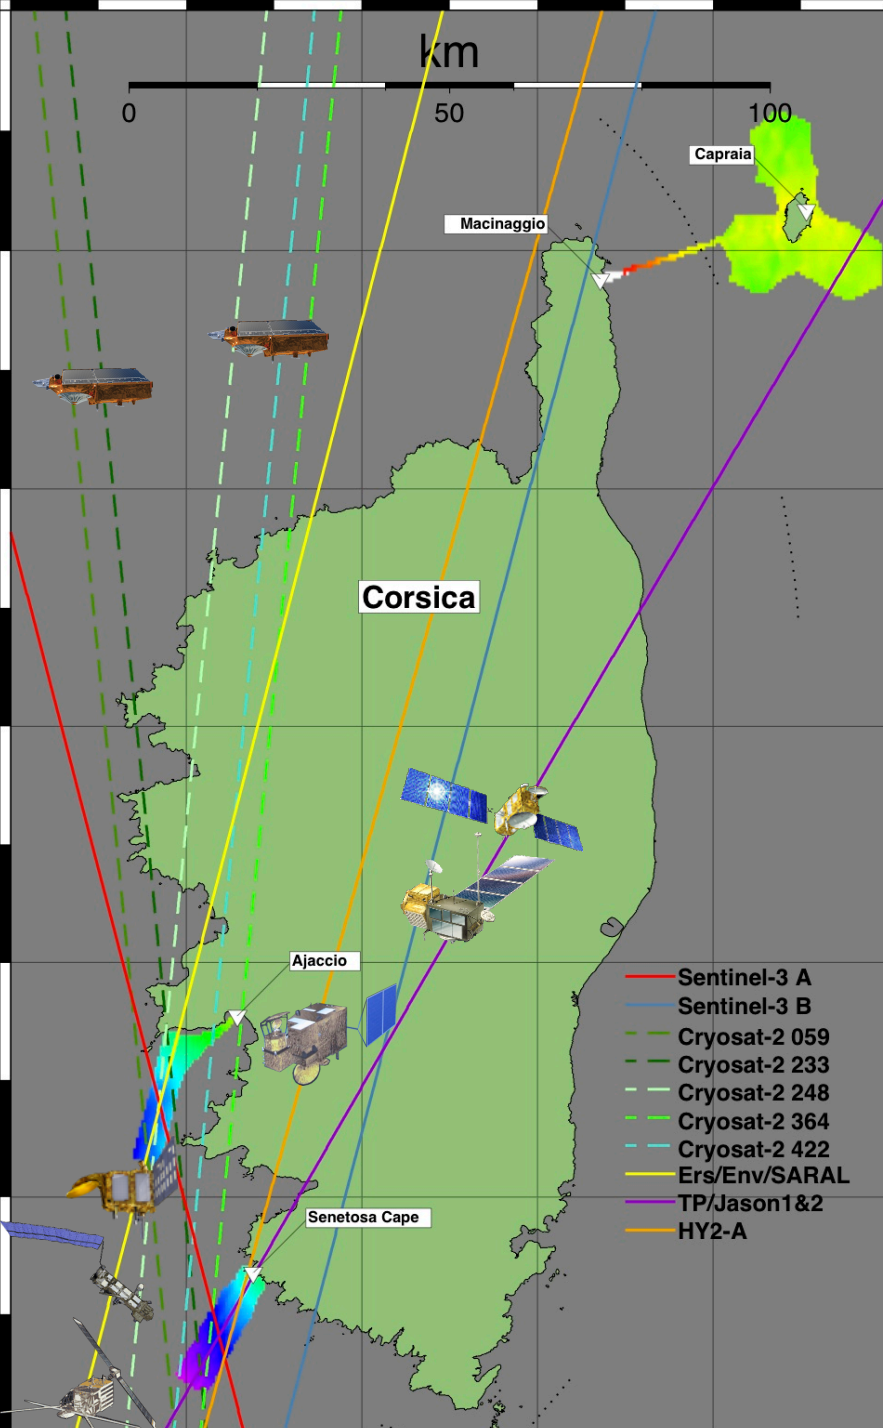 km
0 50 100
Capraia
Macinaggio
Corsica
Ajaccio
Senetosa Cape
Sentinel-3 A
Sentinel-3 B
Cryosat-2 059
Cryosat-2 233
Cryosat-2 248
Cryosat-2 364
Cryosat-2 422
Ers/Env/SARAL
TP/Jason1&2
HY2-A